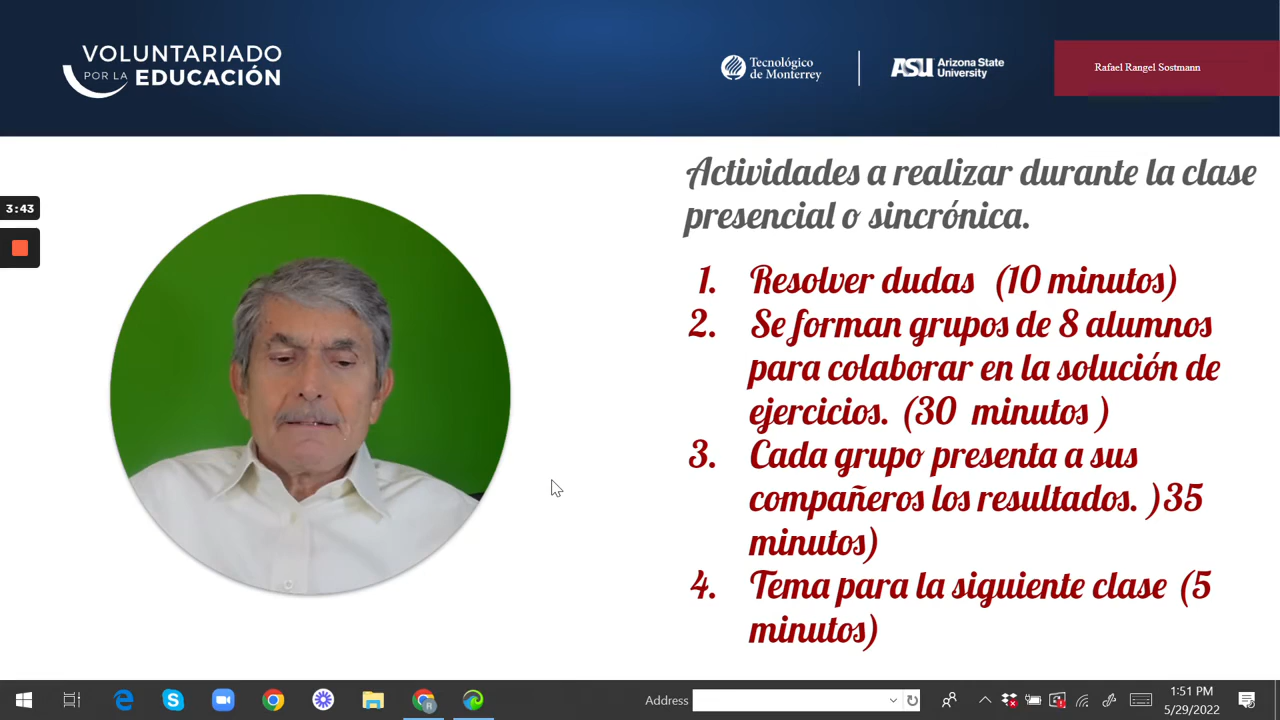 VOLUNTARIADO
POR LA EDUCACIÓN
Tecnológico
de Monterrey
ASU Arizona State
University
Rafael Rangel Sostmann
Actividades a realizar durante la clase
presencial o sincrónica.
3:43
1. Resolver dudas (10 minutos)
2. Se forman grupos de 8 alumnos
para colaborar en la solución de
ejercicios. (30 minutos )
3. Cada grupo presenta a sus
compañeros los resultados. )35
minutos)
4. Tema para la siguiente clase (5
minutos)
Address
1:51 PM
5/29/2022